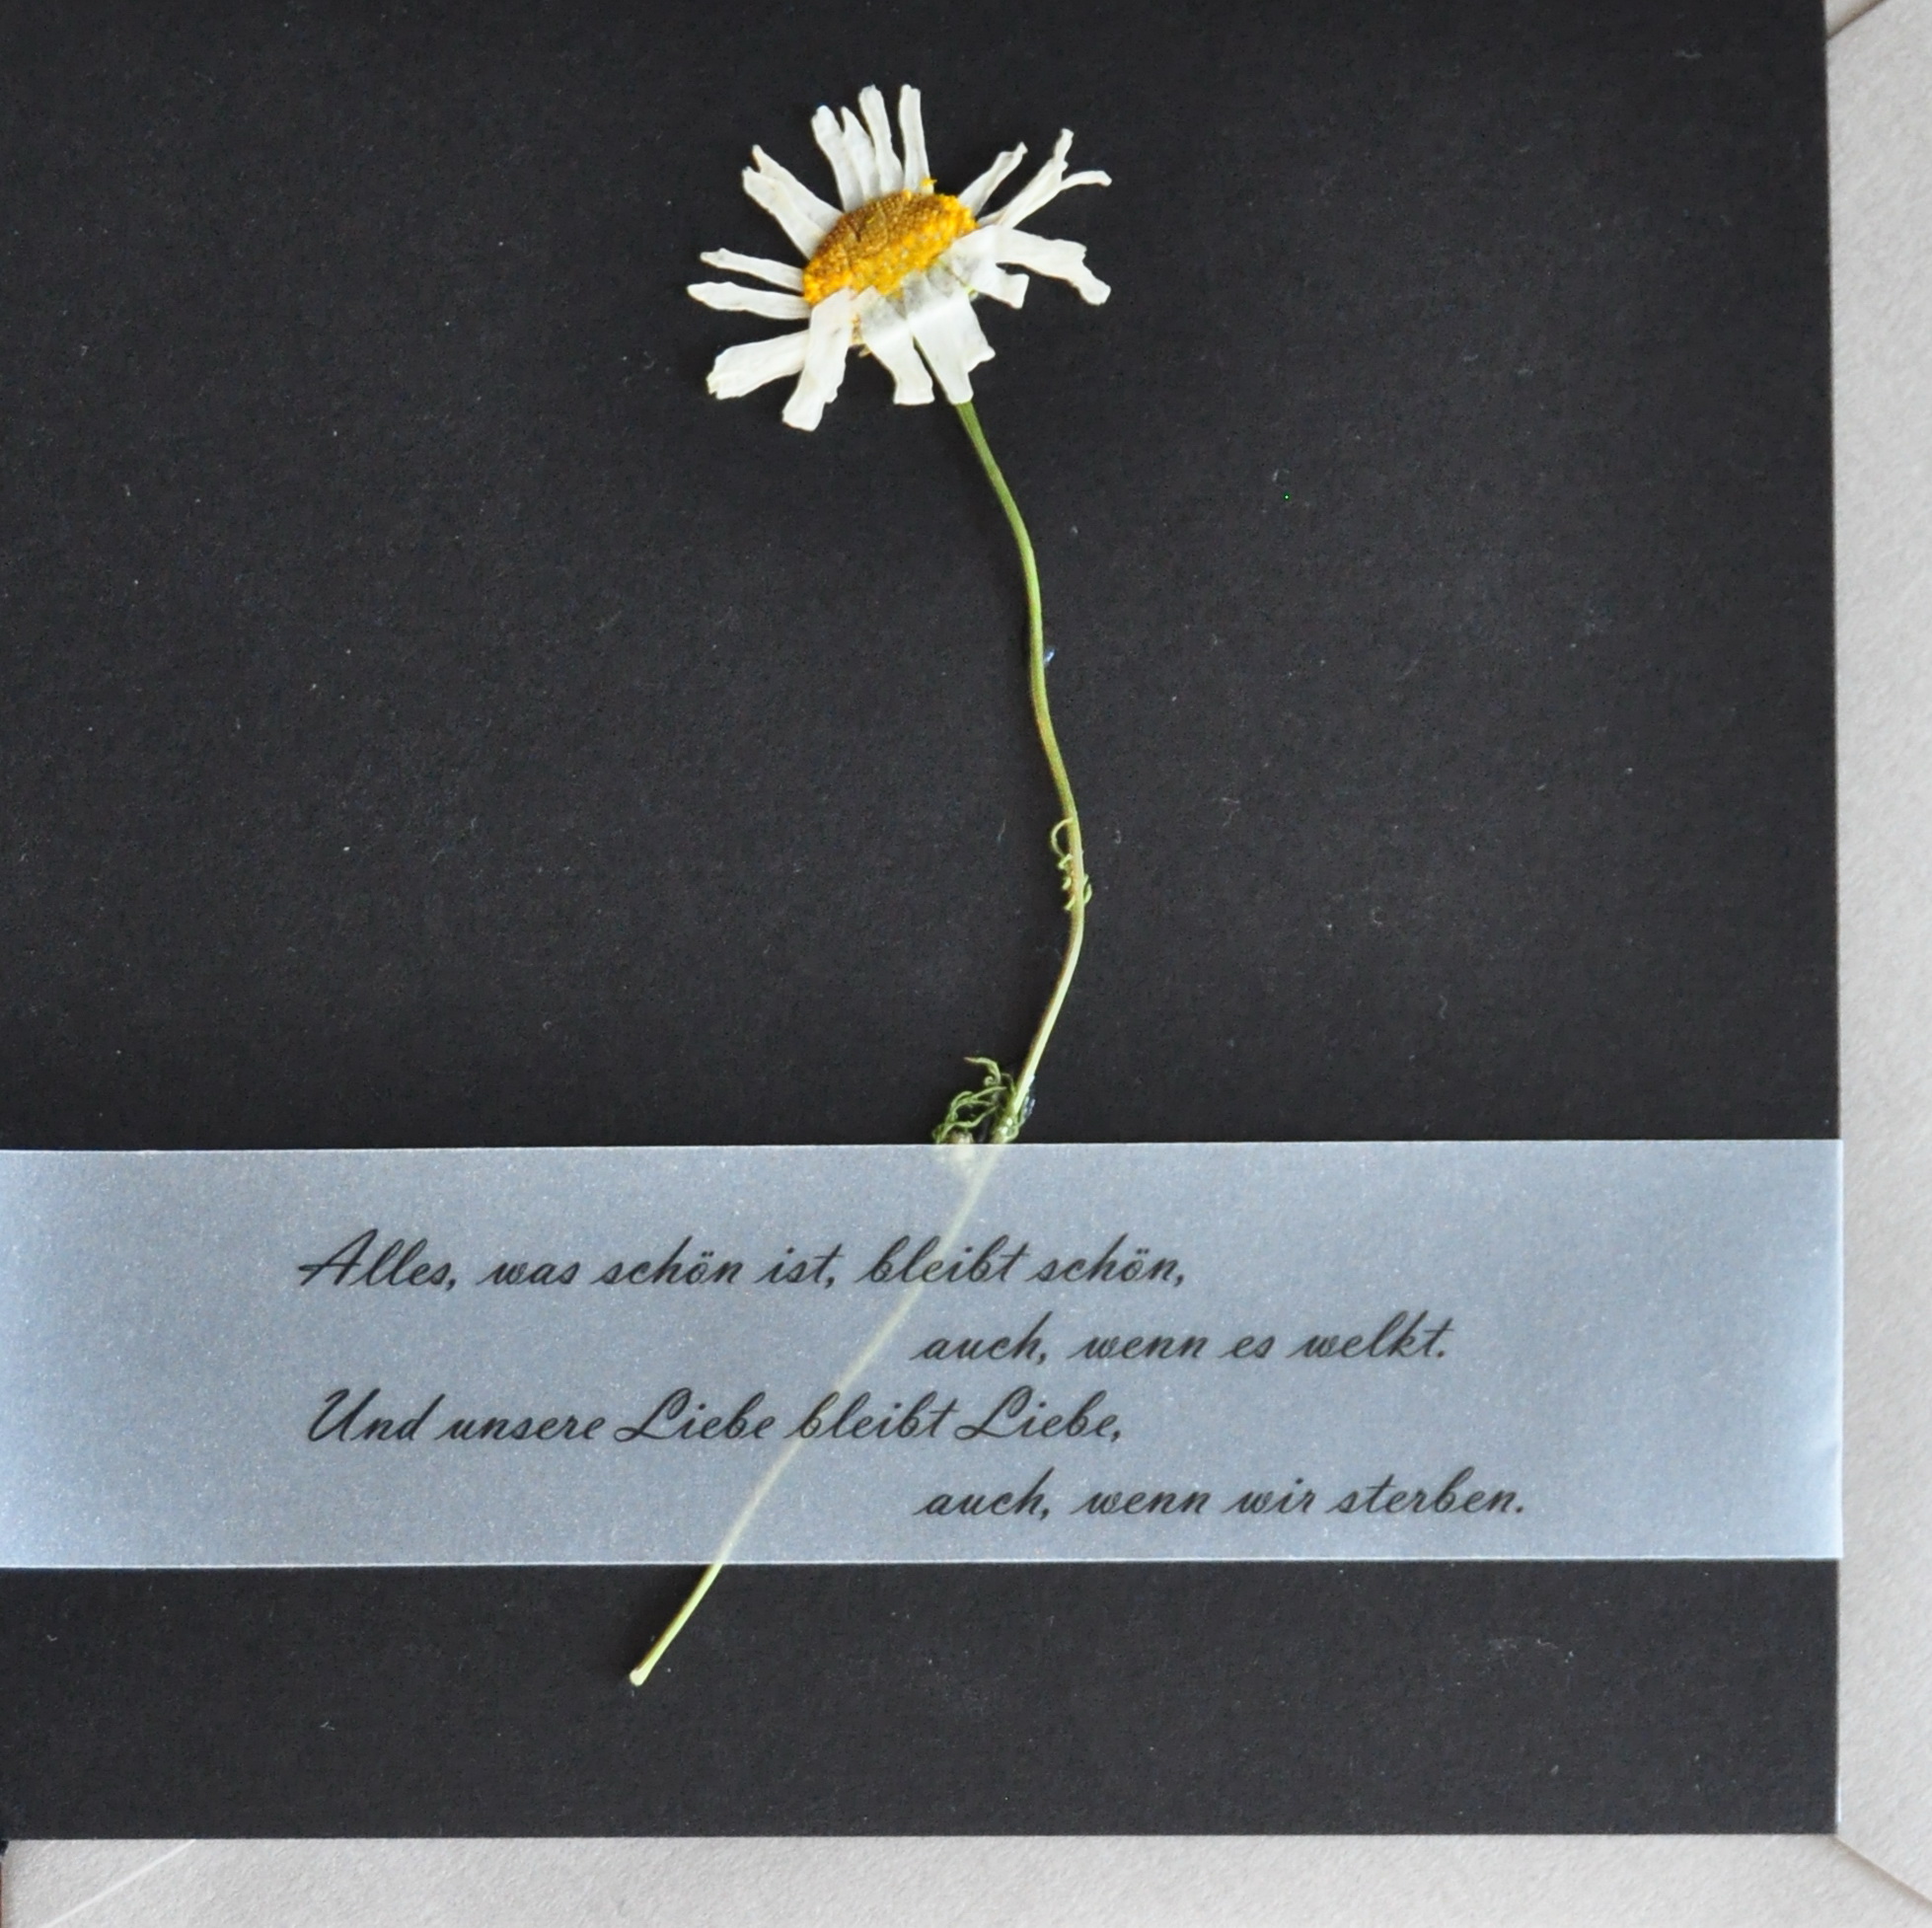 Alles, was schön ist, bleibt schön,
auch, wenn es welkt.
Und unsere Liebe bleibt Liebe,
auch, wenn wir sterben.